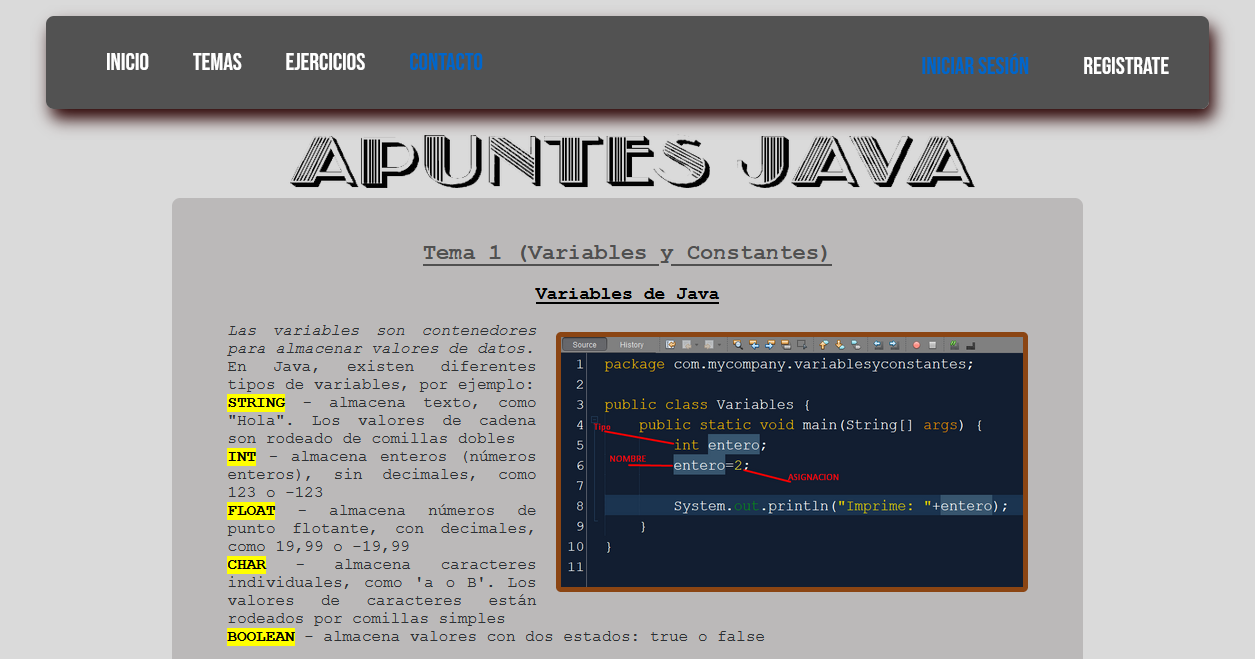 INICIO TEMAS EJERCICIOS CONTACTO INICIAR SESIÓN REGISTRATE
APUNTES JAVA
Tema 1 (Variables y Constantes)
Variables de Java
Las variables son contenedores
para almacenar valores de datos.
En Java, existen diferentes
tipos de variables, por ejemplo:
STRING - almacena texto, como
"Hola". Los valores de cadena
son rodeado de comillas dobles
INT - almacena enteros (números
enteros), sin decimales, como
123 o -123
FLOAT - almacena números de
punto flotante, con decimales,
como 19,99 o -19,99
CHAR - almacena caracteres
individuales, como 'a o B'. Los
valores de caracteres están
rodeados por comillas simples
BOOLEAN - almacena valores con dos estados: true o false
Source History
1 package com.mycompany.variablesyconstantes;
2
3 public class Variables {
4 public static void main(String[] args) {
Tipo
5 int entero;
NOMBRE
6 entero=2;
ASIGNACION
7
8 System.out.println("Imprime: "+entero);
9 }
10 }
11